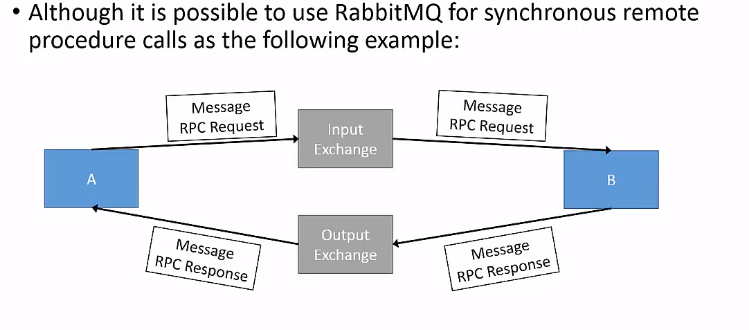 • Although it is possible to use RabbitMQ for synchronous remote
procedure calls as the following example:
Message
RPC Request
Input
Exchange
Message
RPC Request
A
B
Message
RPC Response
Output
Exchange
Message
RPC Response